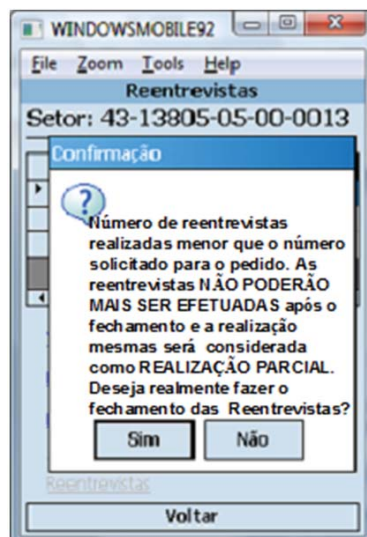 WINDOWSMOBILE92
File Zoom Tools Help
Reentrevistas
Setor: 43-13805-05-00-0013
Confirmação
Número de reentrevistas
realizadas menor que o número
solicitado para o pedido. As
reentrevistas NÃO PODERÃO
MAIS SER EFETUADAS após o
fechamento e a realização
mesmas será considerada
como REALIZAÇÃO PARCIAL.
Deseja realmente fazer o
fechamento das Reentrevistas?
Sim Não
Reentrevistas
Voltar